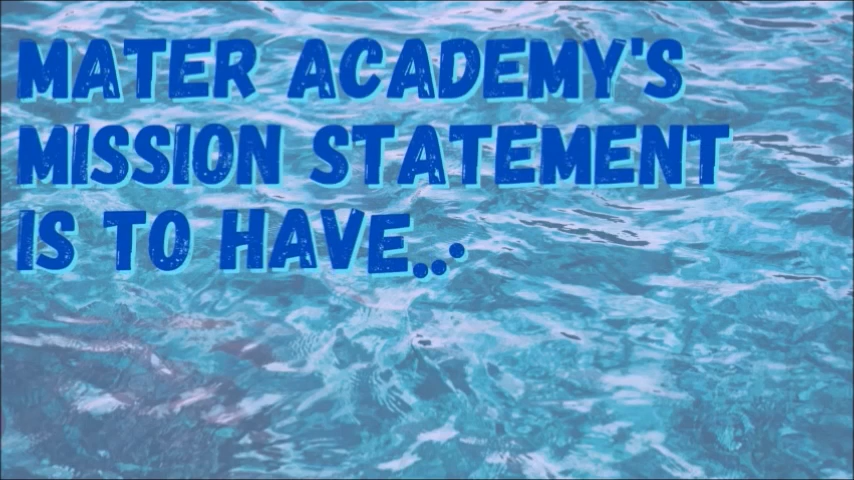 MATER ACADEMY'S
MISSION STATEMENT
IS TO HAVE...